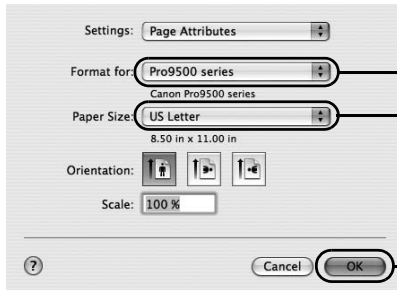 Settings: Page Attributes
Format for: Pro9500 series
Canon Pro9500 series
Paper Size: US Letter
8.50 in x 11.00 in
Orientation:
Scale: 100 %
? Cancel OK